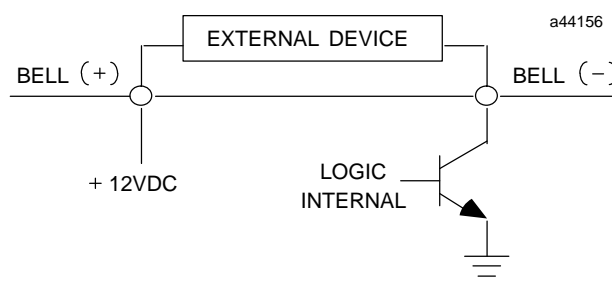 a44156
EXTERNAL DEVICE
BELL (+)
BELL (−)
+ 12VDC
LOGIC
INTERNAL